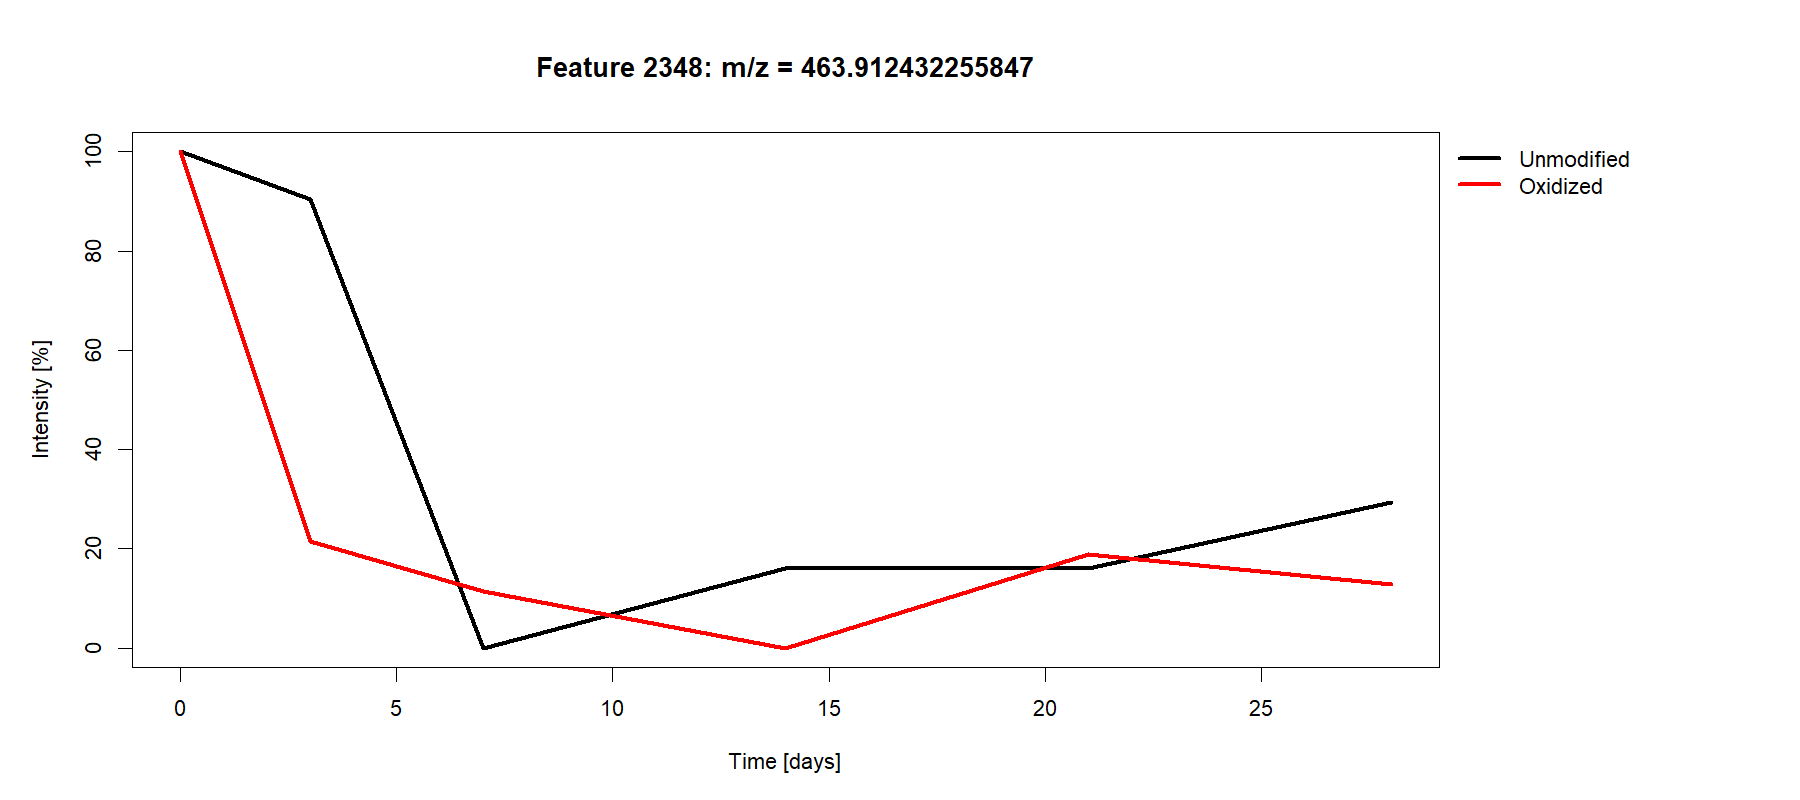 Feature 2348: m/z = 463.912432255847
Unmodified
Oxidized
Intensity [%]
100
80
60
40
20
0
0 5 10 15 20 25
Time [days]